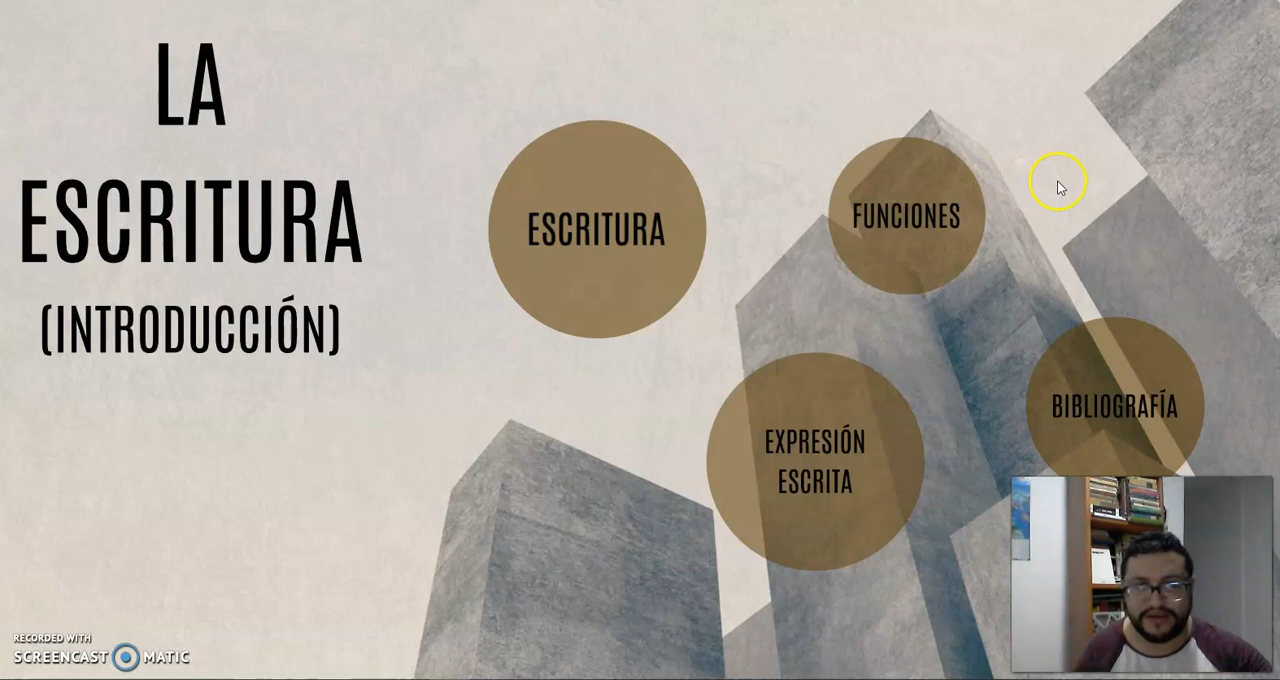 LA
ESCRITURA
(INTRODUCCIÓN)
ESCRITURA
FUNCIONES
EXPRESIÓN
ESCRITA
BIBLIOGRAFÍA
RECORDED WITH
SCREENCAST MATIC